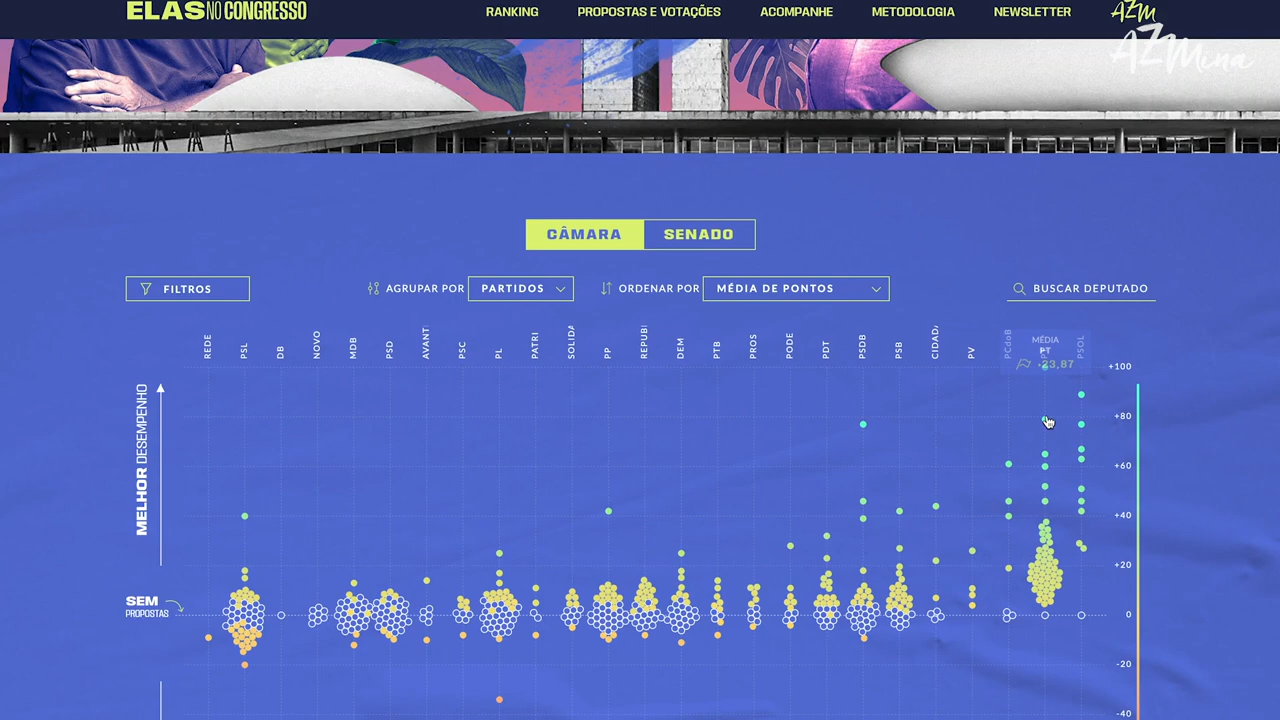 ELAS NO CONGRESSO
RANKING
PROPOSTAS E VOTAÇÕES
ACOMPANHE
METODOLOGIA
NEWSLETTER
AZM
AZMina
CÂMARA
SENADO
FILTROS
AGRUPAR POR
PARTIDOS
ORDENAR POR
MÉDIA DE PONTOS
BUSCAR DEPUTADO
REDE
PSL
DB
NOVO
MDB
PSD
AVANT
PSC
PL
PATRI
SOLIDA
PP
REPUBI
DEM
PTB
PROS
PODE
PDT
PSDB
PSB
CIDAD
PV
PCdoB
PSOL
MÉDIA
PT
+23,87
+100
+80
+60
+40
+20
0
-20
-40
MELHOR DESEMPENHO
SEM
PROPOSTAS